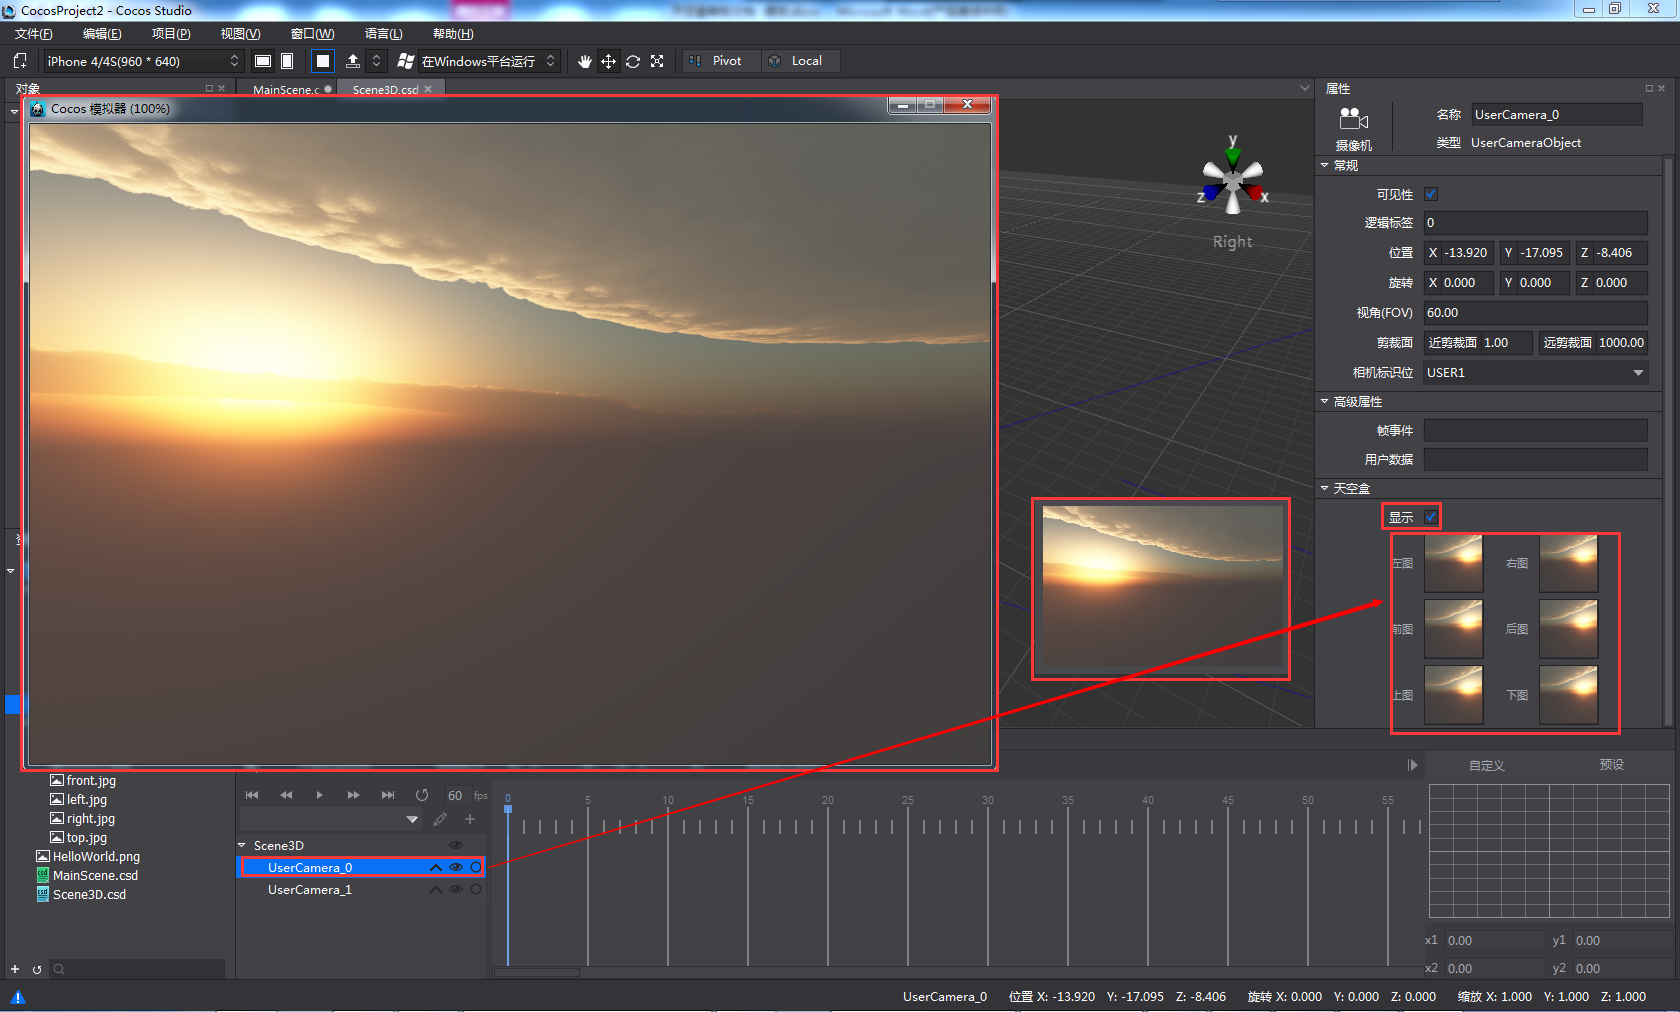 CocosProject2 - Cocos Studio
文件(F) 编辑(E) 项目(P) 视图(V) 窗口(W) 语言(L) 帮助(H)
iPhone 4/4S(960 * 640) 在Windows平台运行 Pivot Local
对象 MainScene.c Scene3D.csd 属性
Cocos 模拟器 (100%)
名称 UserCamera_0
摄像机 类型 UserCameraObject
常规
可见性
逻辑标签 0
位置 X -13.920 Y -17.095 Z -8.406
旋转 X 0.000 Y 0.000 Z 0.000
视角(FOV) 60.00
剪裁面 近剪裁面 1.00 远剪裁面 1000.00
相机标识位 USER1
高级属性
帧事件
用户数据
天空盒
显示
左图 右图
前图 后图
上图 下图
y
z x
Right
front.jpg
left.jpg
right.jpg
top.jpg
HelloWorld.png
MainScene.csd
Scene3D.csd
60 fps
0 5 10 15 20 25 30 35 40 45 50 55
Scene3D
UserCamera_0
UserCamera_1
自定义 预设
x1 0.00 y1 0.00
x2 0.00 y2 0.00
UserCamera_0 位置 X: -13.920 Y: -17.095 Z: -8.406 旋转 X: 0.000 Y: 0.000 Z: 0.000 缩放 X: 1.000 Y: 1.000 Z: 1.000